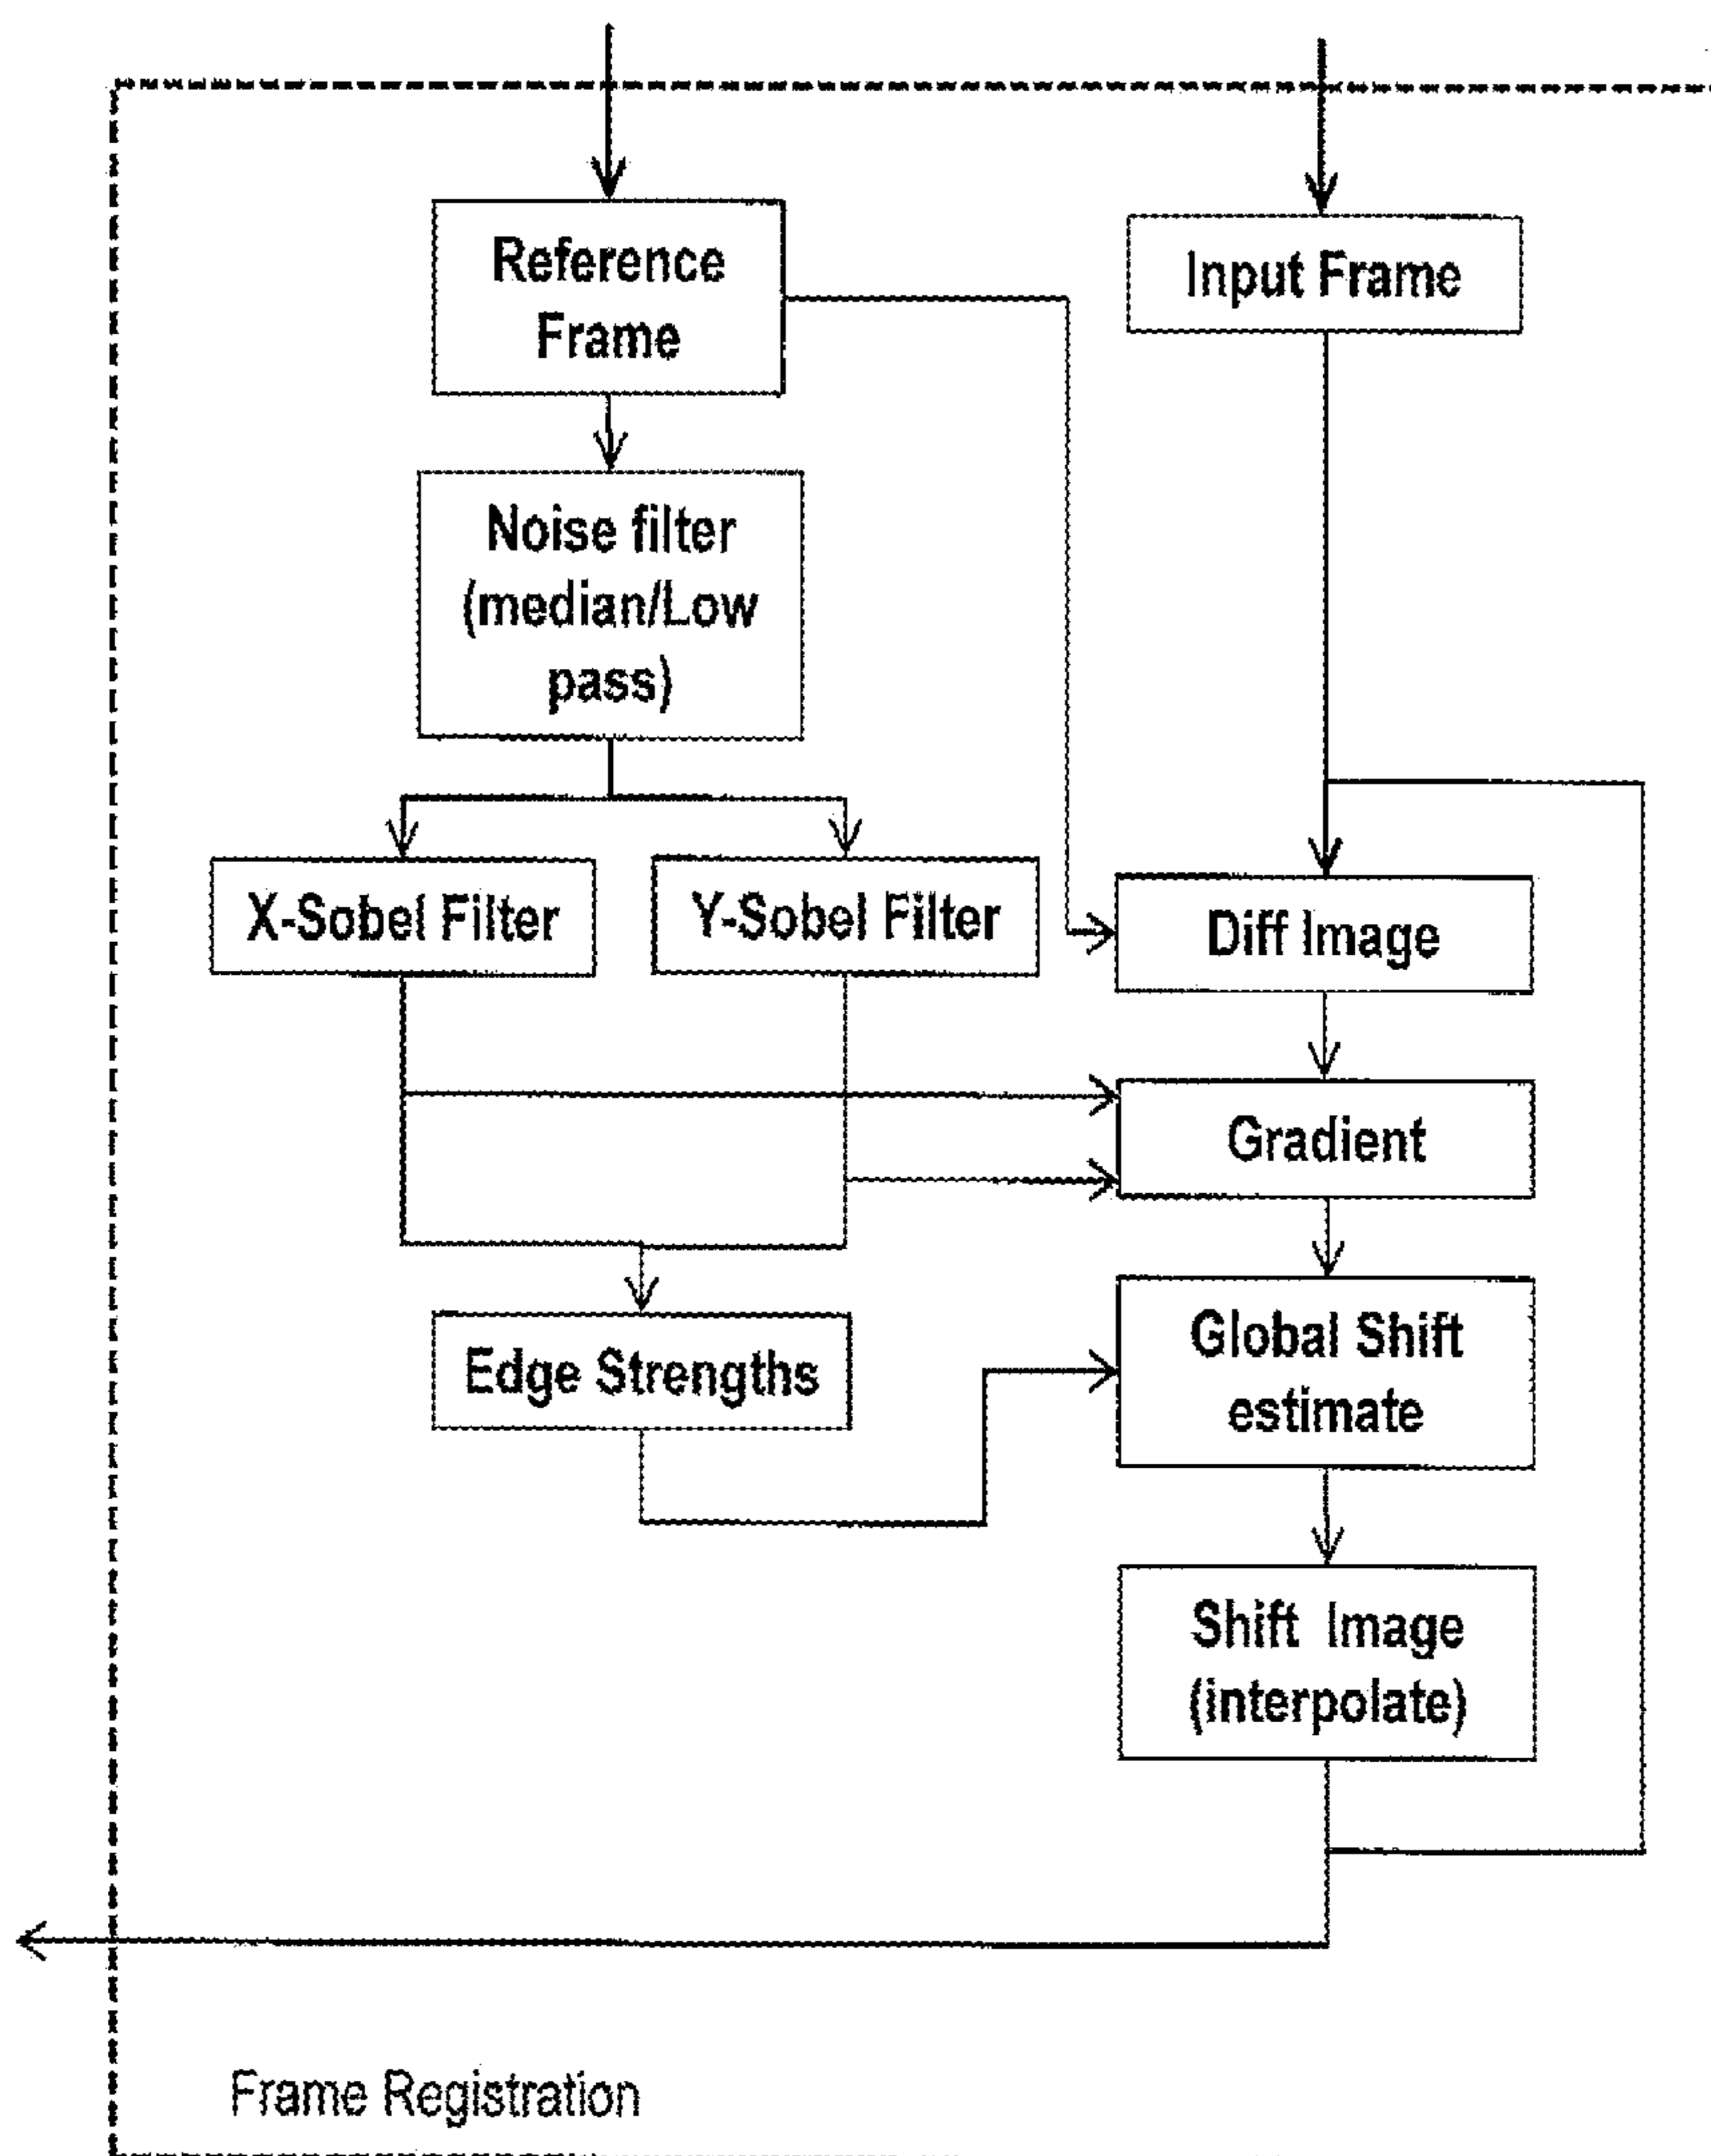 Reference
Frame
Input Frame
Noise filter
(median/Low
pass)
X-Sobel Filter
Y-Sobel Filter
Diff Image
Gradient
Global Shift
estimate
Edge Strengths
Shift Image
(interpolate)
Frame Registration